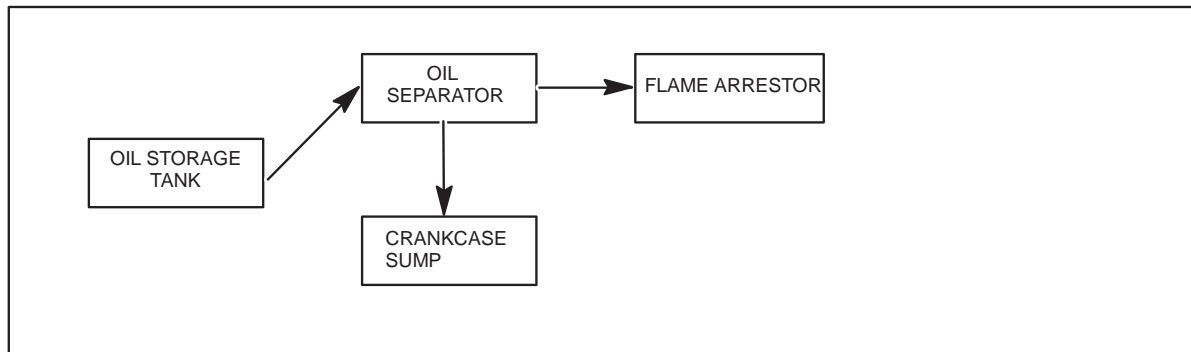 OIL
SEPARATOR
FLAME ARRESTOR
OIL STORAGE
TANK
CRANKCASE
SUMP